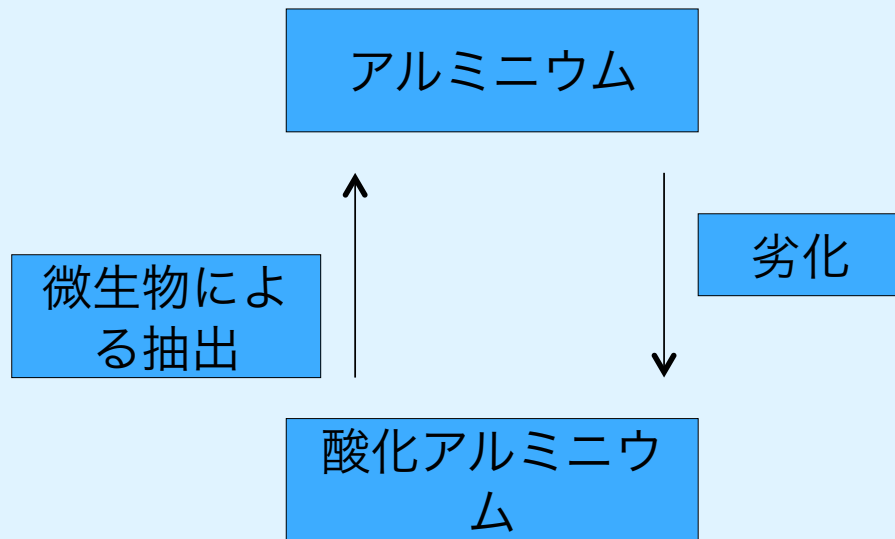 アルミニウム
劣化
微生物によ
る抽出
酸化アルミニウ
ム